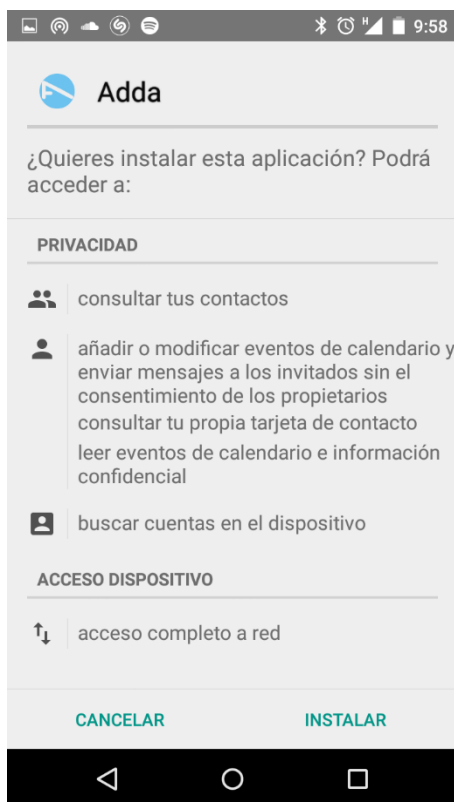 H 9:58
Adda
¿Quieres instalar esta aplicación? Podrá
acceder a:
PRIVACIDAD
consultar tus contactos
añadir o modificar eventos de calendario y
enviar mensajes a los invitados sin el
consentimiento de los propietarios
consultar tu propia tarjeta de contacto
leer eventos de calendario e información
confidencial
buscar cuentas en el dispositivo
ACCESO DISPOSITIVO
acceso completo a red
CANCELAR INSTALAR